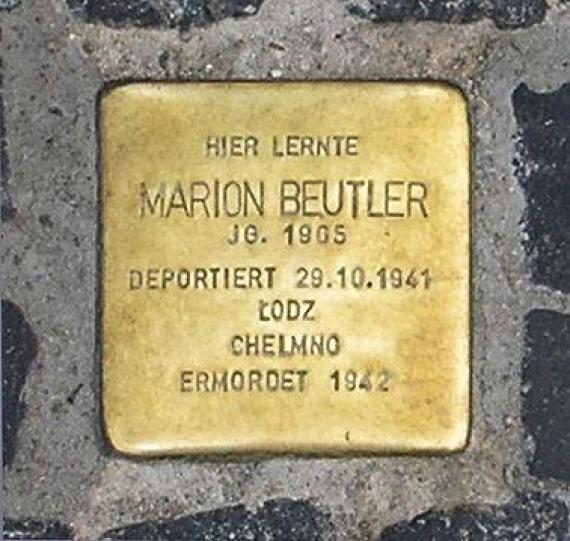 HIER LERNTE
MARION BEUTLER
JG. 1905
DEPORTIERT 29.10.1941
ŁODZ
CHELMNO
ERMORDET 1942